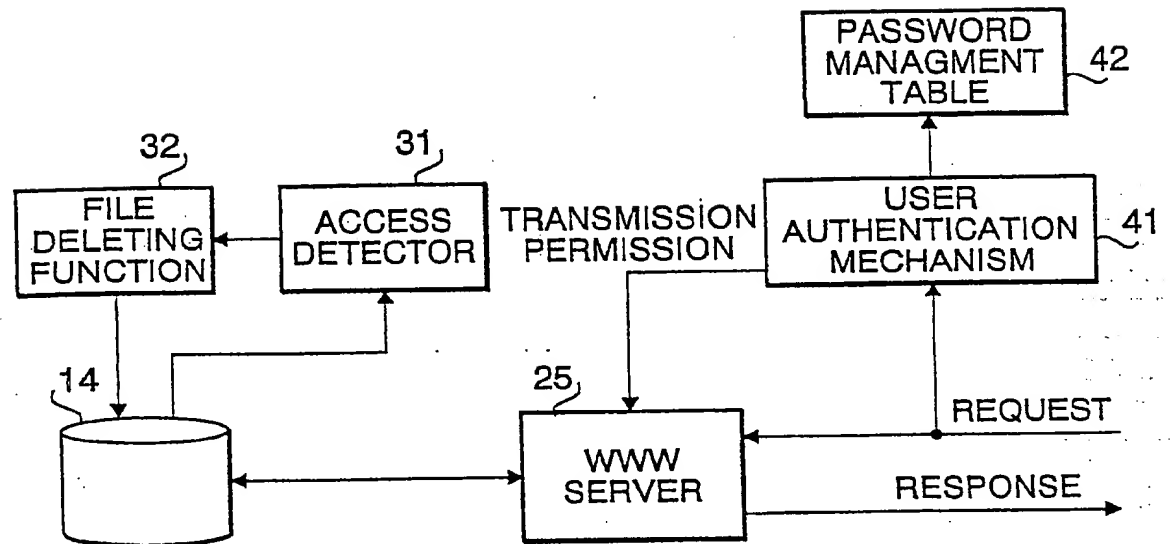 PASSWORD
MANAGMENT
TABLE
42
32
31
FILE
DELETING
FUNCTION
ACCESS
DETECTOR
TRANSMISSION
PERMISSION
USER
AUTHENTICATION
MECHANISM
41
14
25
WWW
SERVER
REQUEST
RESPONSE